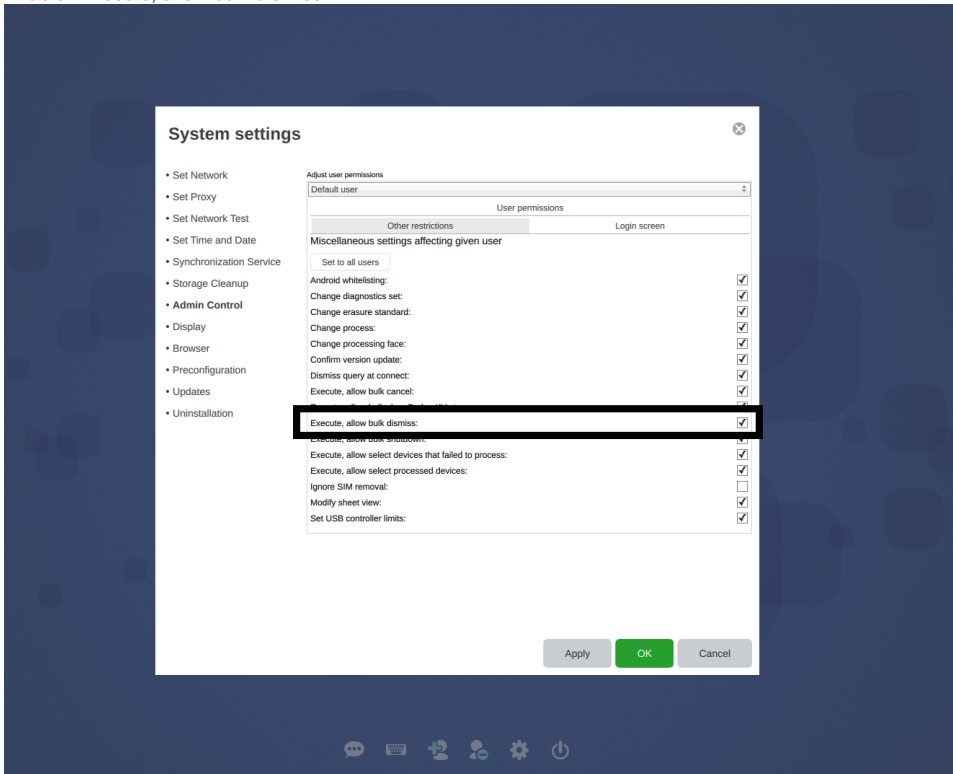 System settings
• Set Network
• Set Proxy
• Set Network Test
• Set Time and Date
• Synchronization Service
• Storage Cleanup
• Admin Control
• Display
• Browser
• Preconfiguration
• Updates
• Uninstallation
Adjust user permissions
Default user
User permissions
Other restrictions Login screen
Miscellaneous settings affecting given user
Set to all users
Android whitelisting:
Change diagnostics set:
Change erasure standard:
Change process:
Change processing face:
Confirm version update:
Dismiss query at connect:
Execute, allow bulk cancel:
Execute, allow bulk dismiss:
Execute, allow bulk shutdown:
Execute, allow select devices that failed to process:
Execute, allow select processed devices:
Ignore SIM removal:
Modify sheet view:
Set USB controller limits:
Apply OK Cancel